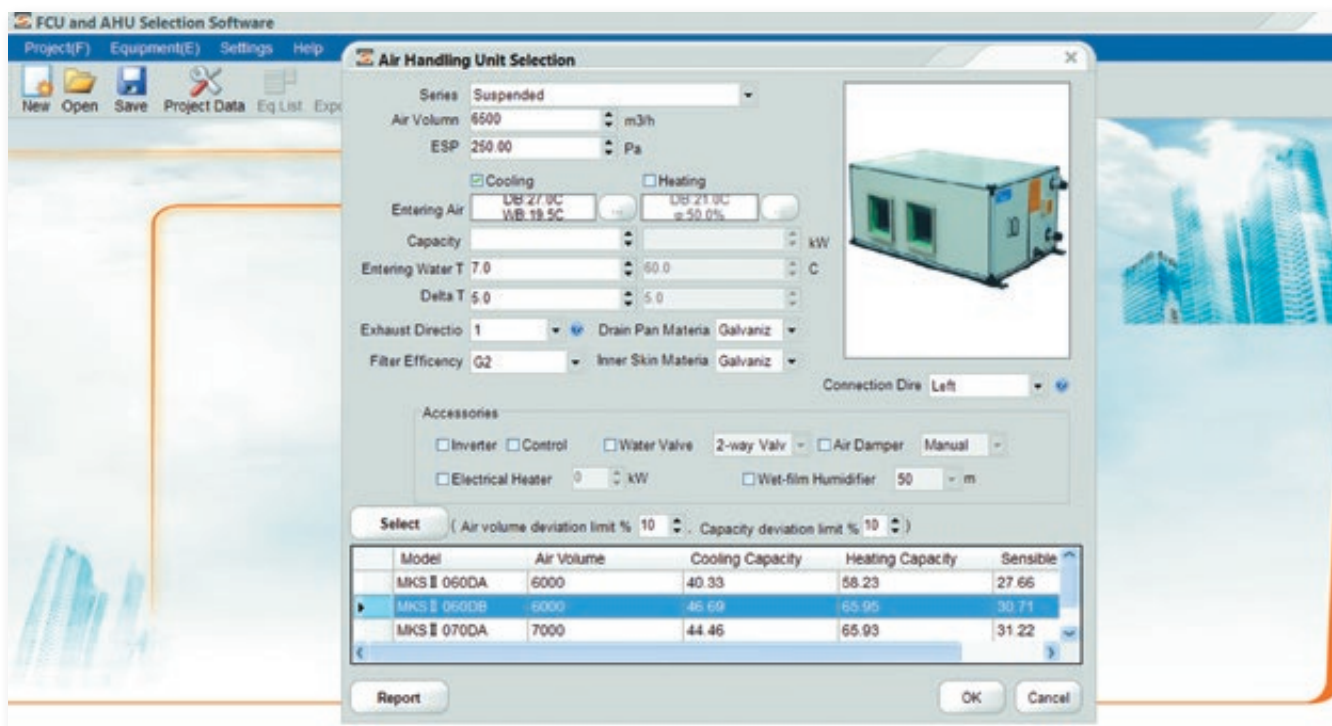 FCU and AHU Selection Software
Project(F) Equipment(E) Settings Help
New Open Save Project Data Eq.List Expo
Air Handling Unit Selection
Series Suspended
Air Volumn 6500 m3/h
ESP 250.00 Pa
Cooling Heating
Entering Air DB:27.0C WB:19.5C ... DB:21.0C φ:50.0% ...
Capacity kW
Entering Water T 7.0 60.0 C
Delta T 5.0 5.0
Exhaust Directio 1 Drain Pan Materia Galvaniz
Filter Efficency G2 Inner Skin Materia Galvaniz
Connection Dire Left
Accessories
Inverter Control Water Valve 2-way Valv Air Damper Manual
Electrical Heater 0 kW Wet-film Humidifier 50 m
Select ( Air volume deviation limit % 10 , Capacity deviation limit % 10 )
Model Air Volume Cooling Capacity Heating Capacity Sensible
MKSⅡ 060DA 6000 40.33 58.23 27.66
MKSⅡ 060DB 6000 46.69 65.95 30.71
MKSⅡ 070DA 7000 44.46 65.93 31.22
Report OK Cancel